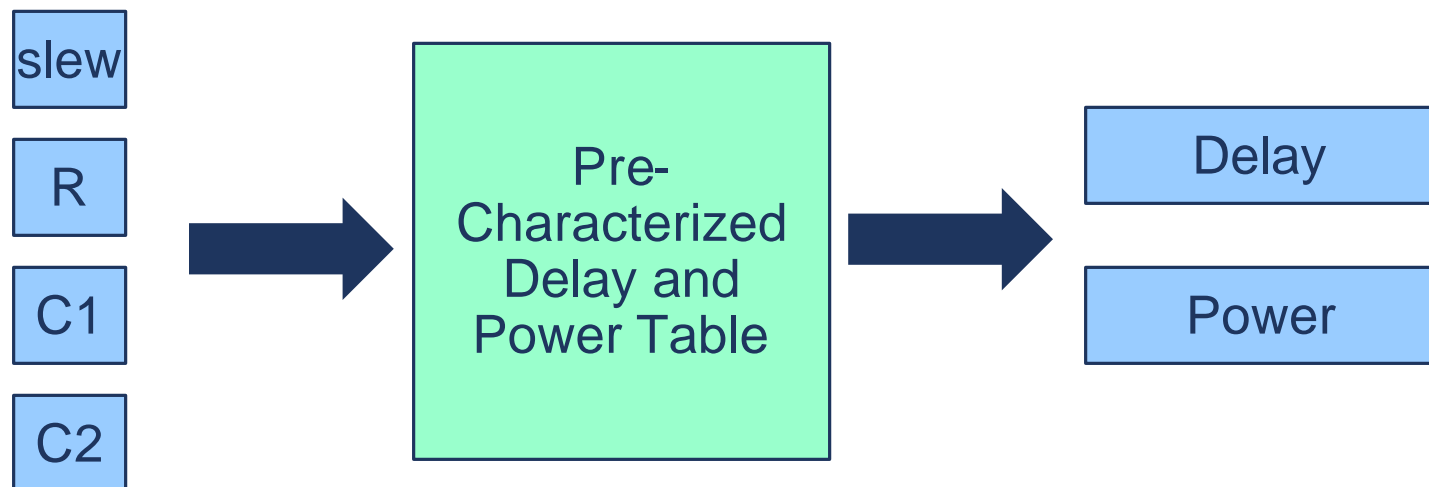 slew
R
C1
C2
Pre-
Characterized
Delay and
Power Table
Delay
Power